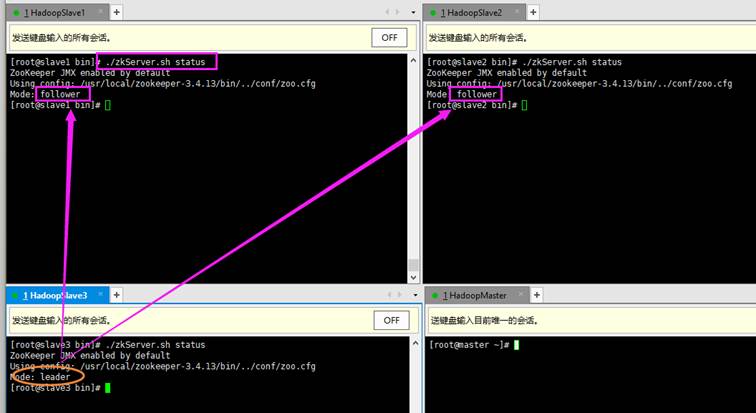 1 HadoopSlave1
发送键盘输入的所有会话。
OFF
[root@slave1 bin]# ./zkServer.sh status
ZooKeeper JMX enabled by default
Using config: /usr/local/zookeeper-3.4.13/bin/../conf/zoo.cfg
Mode: follower
[root@slave1 bin]#
1 HadoopSlave2
发送键盘输入的所有会话。
OFF
[root@slave2 bin]# ./zkServer.sh status
ZooKeeper JMX enabled by default
Using config: /usr/local/zookeeper-3.4.13/bin/../conf/zoo.cfg
Mode: follower
[root@slave2 bin]#
1 HadoopSlave3
发送键盘输入的所有会话。
OFF
[root@slave3 bin]# ./zkServer.sh status
ZooKeeper JMX enabled by default
Using config: /usr/local/zookeeper-3.4.13/bin/../conf/zoo.cfg
Mode: leader
[root@slave3 bin]#
1 HadoopMaster
送键盘输入目前唯一的会话。
[root@master ~]#